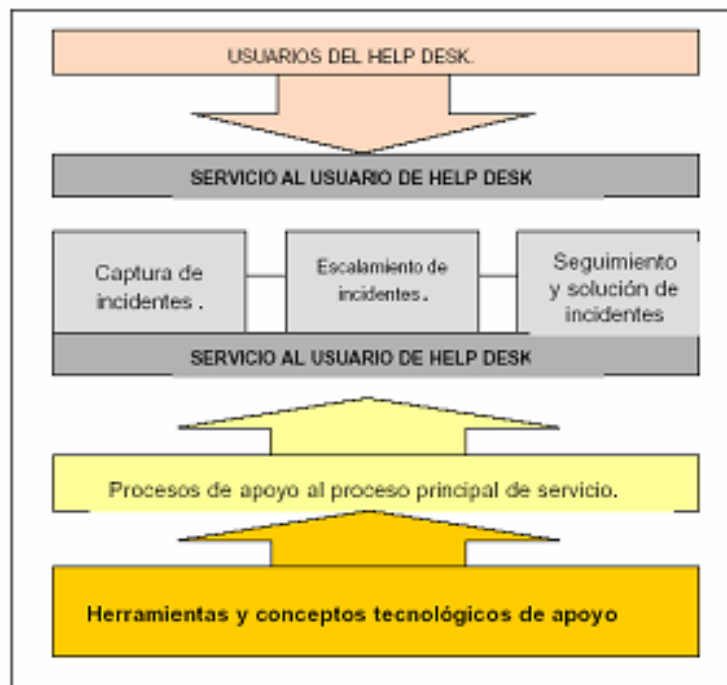 USUARIOS DEL HELP DESK.
SERVICIO AL USUARIO DE HELP DESK
Captura de
incidentes .
Escalamiento de
incidentes .
Seguimiento
y solución de
incidentes
SERVICIO AL USUARIO DE HELP DESK
Procesos de apoyo al proceso principal de servicio.
Herramientas y conceptos tecnológicos de apoyo